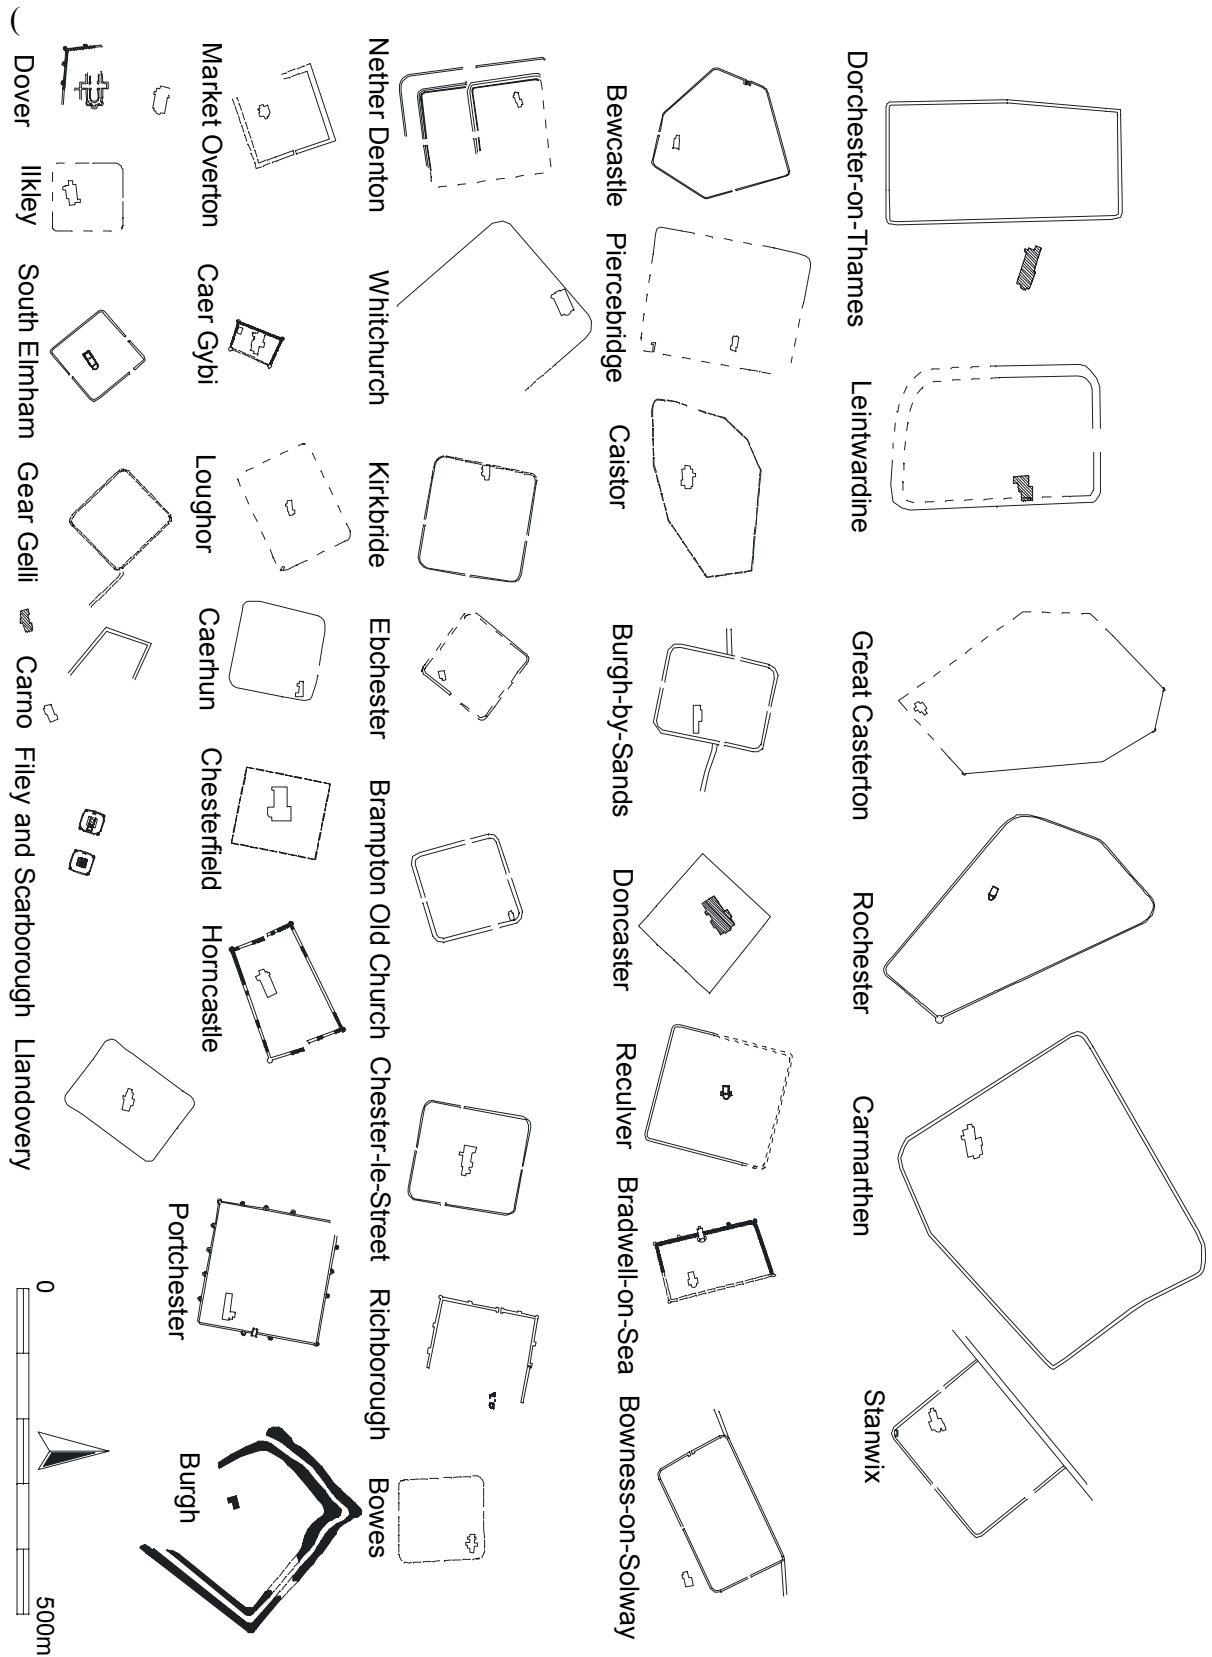 (
Dorchester-on-Thames
Leintwardine
Great Casterton
Rochester
Carmarthen
Stanwix
Bewcastle
Piercebridge
Caistor
Burgh-by-Sands
Doncaster
Reculver
Bradwell-on-Sea
Bowness-on-Solway
Nether Denton
Whitchurch
Kirkbride
Ebchester
Brampton Old Church
Chester-le-Street
Richborough
Bowes
Market Overton
Caer Gybi
Loughor
Caerhun
Chesterfield
Horncastle
Portchester
Burgh
Dover
Ilkley
South Elmham
Gear Gelli
Carno
Filey and Scarborough
Llandovery
0
500m